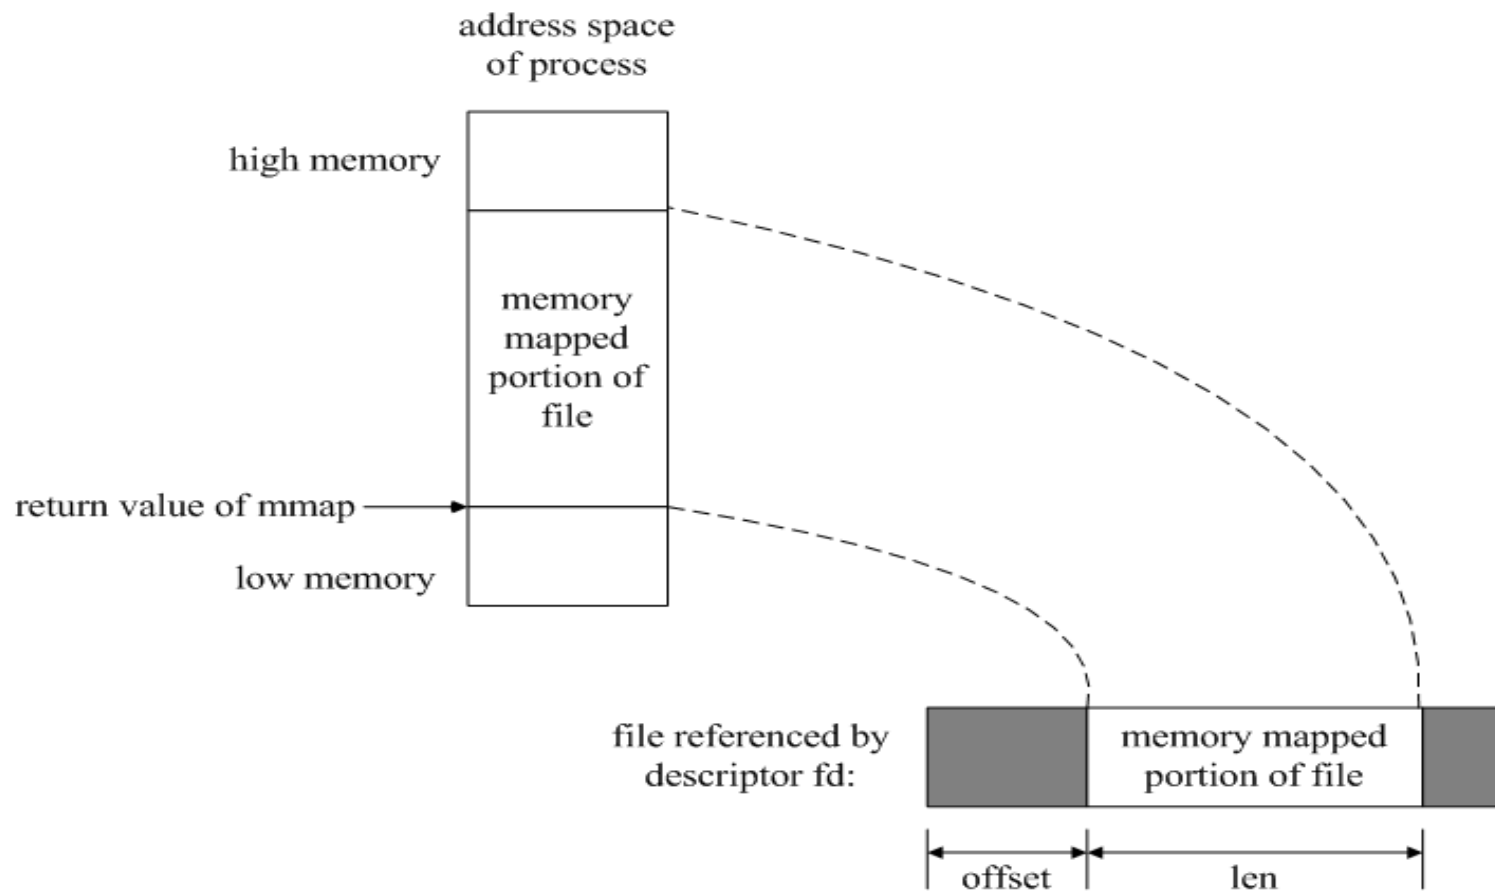 address space
of process
high memory
memory
mapped
portion of
file
return value of mmap
low memory
file referenced by
descriptor fd:
memory mapped
portion of file
offset
len